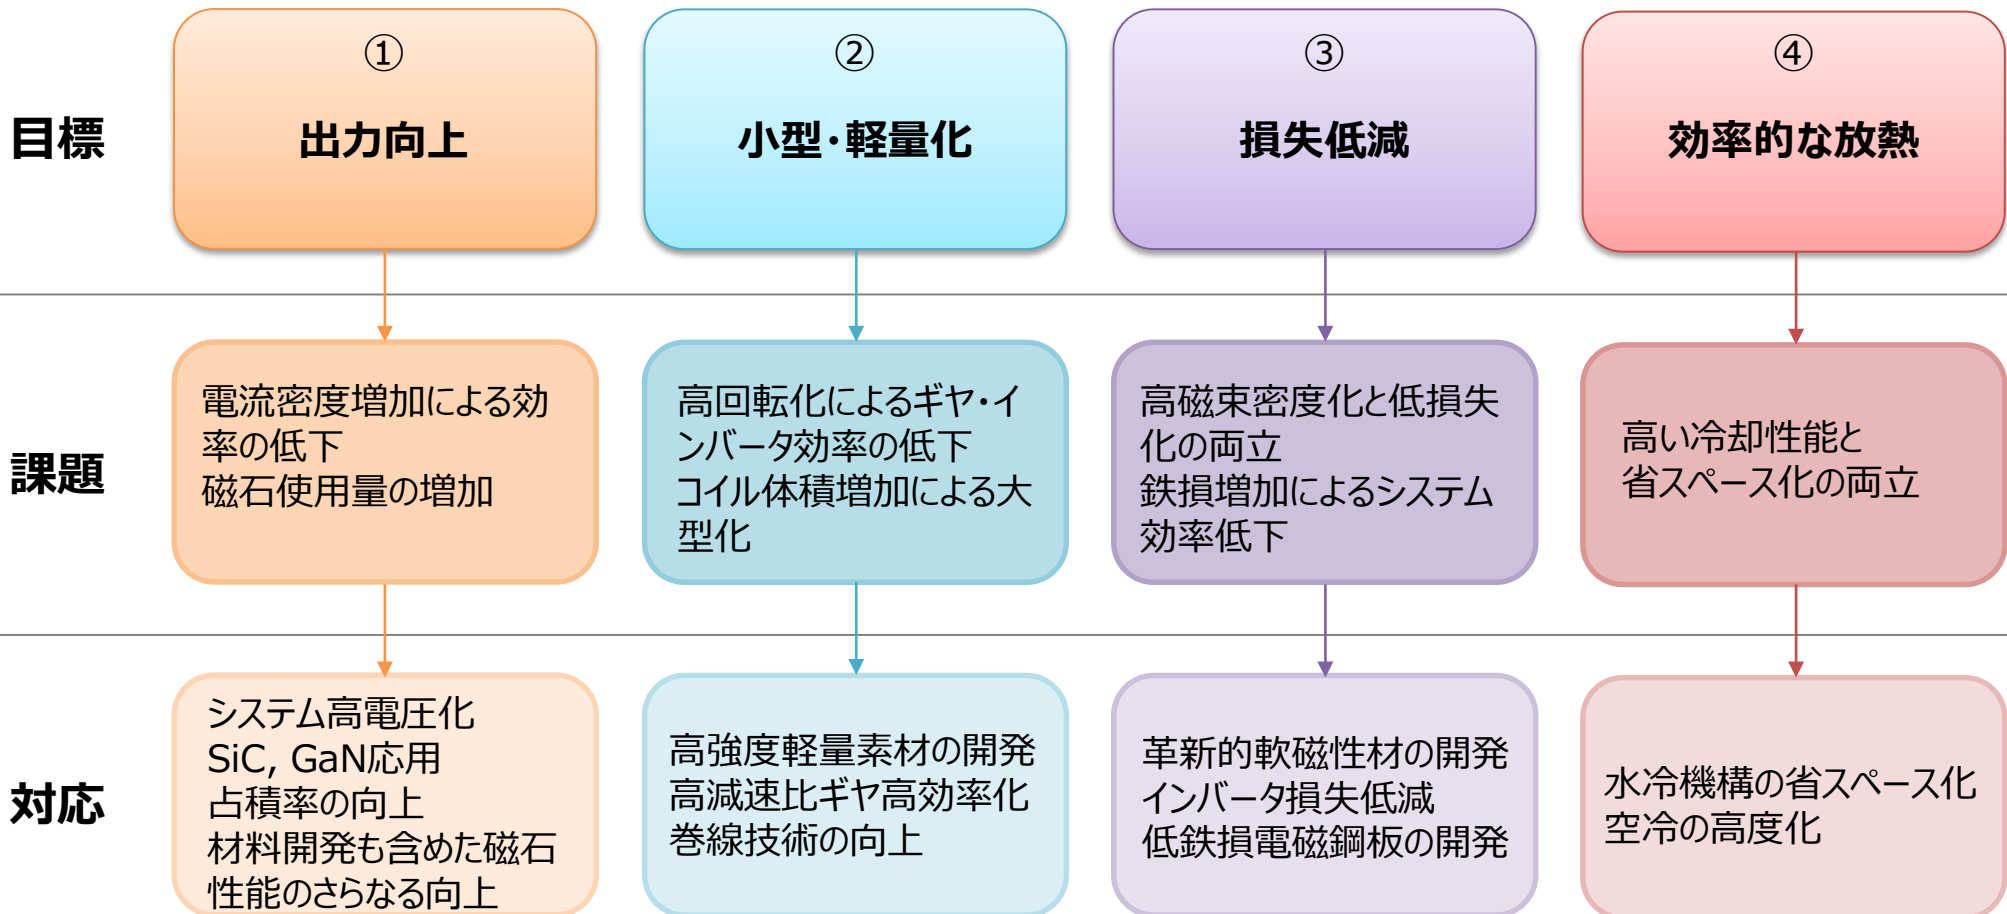 目標
①
出力向上
②
小型・軽量化
③
損失低減
④
効率的な放熱
課題
電流密度増加による効
率の低下
磁石使用量の増加
高回転化によるギヤ・イ
ンバータ効率の低下
コイル体積増加による大
型化
高磁束密度化と低損失
化の両立
鉄損増加によるシステム
効率低下
高い冷却性能と
省スペース化の両立
対応
システム高電圧化
SiC, GaN応用
占積率の向上
材料開発も含めた磁石
性能のさらなる向上
高強度軽量素材の開発
高減速比ギヤ高効率化
巻線技術の向上
革新的軟磁性材の開発
インバータ損失低減
低鉄損電磁鋼板の開発
水冷機構の省スペース化
空冷の高度化